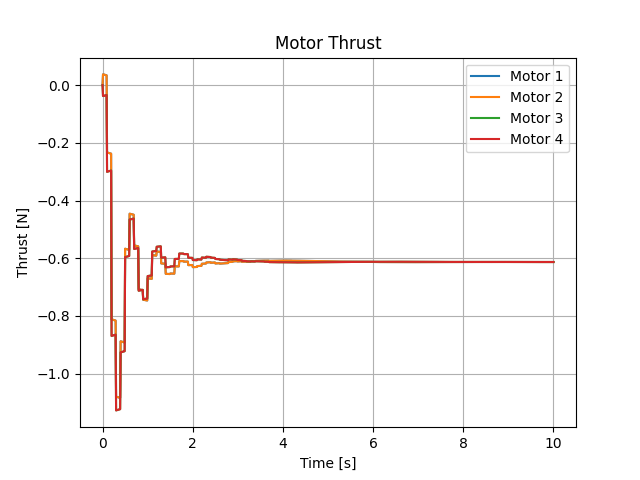 Motor Thrust
Motor 1
Motor 2
Motor 3
Motor 4
Thrust [N]
0.0
−0.2
−0.4
−0.6
−0.8
−1.0
0 2 4 6 8 10
Time [s]